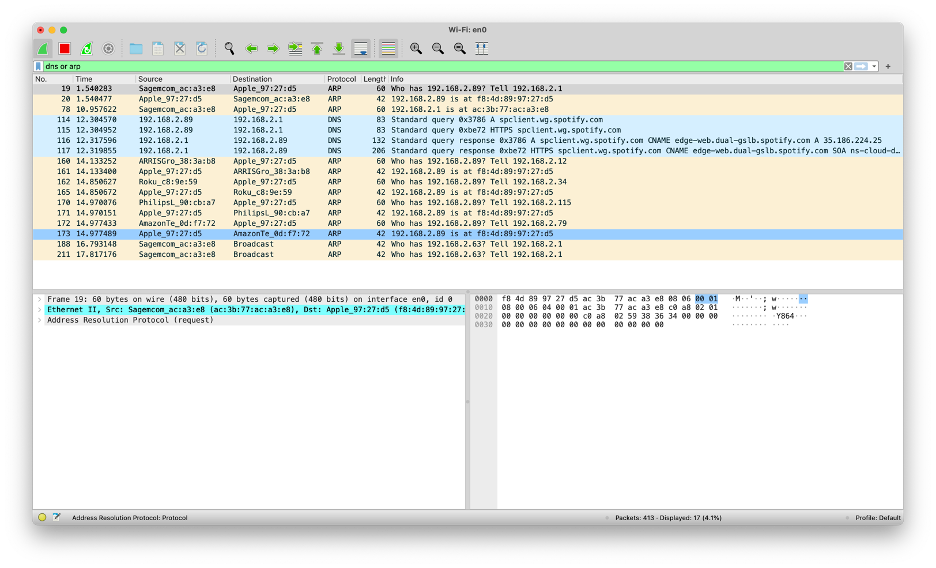 Wi-Fi: en0
dns or arp
No. Time Source Destination Protocol Length Info
19 1.540283 Sagemcom_ac:a3:e8 Apple_97:27:d5 ARP 60 Who has 192.168.2.89? Tell 192.168.2.1
20 1.540477 Apple_97:27:d5 Sagemcom_ac:a3:e8 ARP 42 192.168.2.89 is at f8:4d:89:97:27:d5
78 10.957622 Sagemcom_ac:a3:e8 Apple_97:27:d5 ARP 60 192.168.2.1 is at ac:3b:77:ac:a3:e8
114 12.304570 192.168.2.89 192.168.2.1 DNS 83 Standard query 0x3786 A spclient.wg.spotify.com
115 12.304952 192.168.2.89 192.168.2.1 DNS 83 Standard query 0xbe72 HTTPS spclient.wg.spotify.com
116 12.317596 192.168.2.1 192.168.2.89 DNS 132 Standard query response 0x3786 A spclient.wg.spotify.com CNAME edge-web.dual-gslb.spotify.com A 35.186.224.25
117 12.319855 192.168.2.1 192.168.2.89 DNS 206 Standard query response 0xbe72 HTTPS spclient.wg.spotify.com CNAME edge-web.dual-gslb.spotify.com SOA ns-cloud-d…
160 14.133252 ARRISGro_38:3a:b8 Apple_97:27:d5 ARP 60 Who has 192.168.2.89? Tell 192.168.2.12
161 14.133400 Apple_97:27:d5 ARRISGro_38:3a:b8 ARP 42 192.168.2.89 is at f8:4d:89:97:27:d5
162 14.850627 Roku_c8:9e:59 Apple_97:27:d5 ARP 60 Who has 192.168.2.89? Tell 192.168.2.34
165 14.850672 Apple_97:27:d5 Roku_c8:9e:59 ARP 42 192.168.2.89 is at f8:4d:89:97:27:d5
170 14.970076 PhilipsL_90:cb:a7 Apple_97:27:d5 ARP 60 Who has 192.168.2.89? Tell 192.168.2.115
171 14.970151 Apple_97:27:d5 PhilipsL_90:cb:a7 ARP 42 192.168.2.89 is at f8:4d:89:97:27:d5
172 14.977433 AmazonTe_0d:f7:72 Apple_97:27:d5 ARP 60 Who has 192.168.2.89? Tell 192.168.2.79
173 14.977489 Apple_97:27:d5 AmazonTe_0d:f7:72 ARP 42 192.168.2.89 is at f8:4d:89:97:27:d5
188 16.793148 Sagemcom_ac:a3:e8 Broadcast ARP 42 Who has 192.168.2.63? Tell 192.168.2.1
211 17.817176 Sagemcom_ac:a3:e8 Broadcast ARP 42 Who has 192.168.2.63? Tell 192.168.2.1
Frame 19: 60 bytes on wire (480 bits), 60 bytes captured (480 bits) on interface en0, id 0
Ethernet II, Src: Sagemcom_ac:a3:e8 (ac:3b:77:ac:a3:e8), Dst: Apple_97:27:d5 (f8:4d:89:97:27:
Address Resolution Protocol (request)
0000 f8 4d 89 97 27 d5 ac 3b 77 ac a3 e8 08 06 00 01 ·M··'··; w·······
0010 08 00 06 04 00 01 ac 3b 77 ac a3 e8 c0 a8 02 01 ·······; w·······
0020 00 00 00 00 00 00 c0 a8 02 59 38 36 34 00 00 00 ········ ·Y864···
0030 00 00 00 00 00 00 00 00 00 00 00 00 ········ ····
Address Resolution Protocol: Protocol
Packets: 413 · Displayed: 17 (4.1%)
Profile: Default